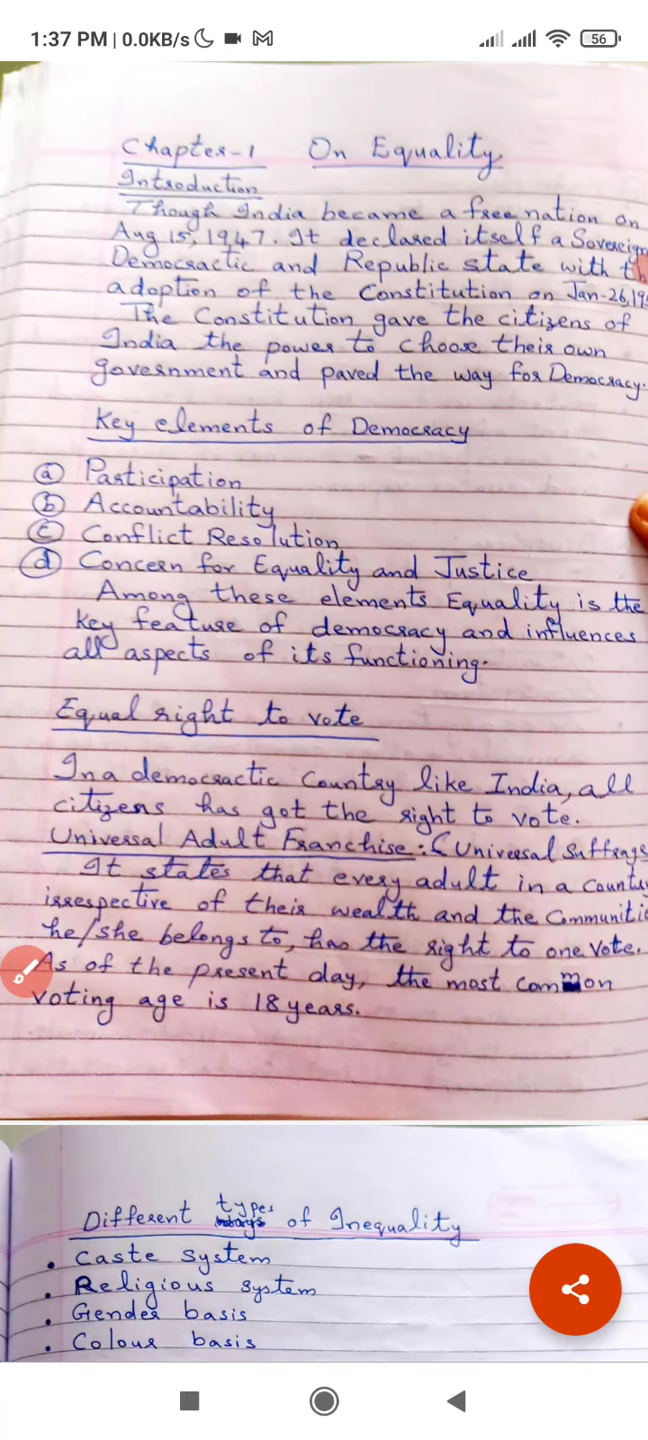 1:37 PM | 0.0KB/s
56
Chapter-1 On Equality
Introduction
Though India became a free nation on
Aug 15, 1947. It declared itself a Sovereign
Democractic and Republic state with th
adoption of the Constitution on Jan-26,19
The Constitution gave the citizens of
India the power to choose their own
government and paved the way for Democracy.
Key elements of Democracy
ⓐ Participation
ⓑ Accountability
ⓒ Conflict Resolution
ⓓ Concern for Equality and Justice
Among these elements Equality is the
key feature of democracy and influences
all aspects of its functioning.
Equal right to vote
In a democractic Country like India, all
citizens has got the right to vote.
Universal Adult Franchise: (Universal Suffrage
It states that every adult in a Country
irrespective of their wealth and the Communitie
he/she belongs to, has the right to one vote.
As of the present day, the most common
voting age is 18 years.
Different types of Inequality
• Caste system
• Religious system
• Gender basis
• Colour basis